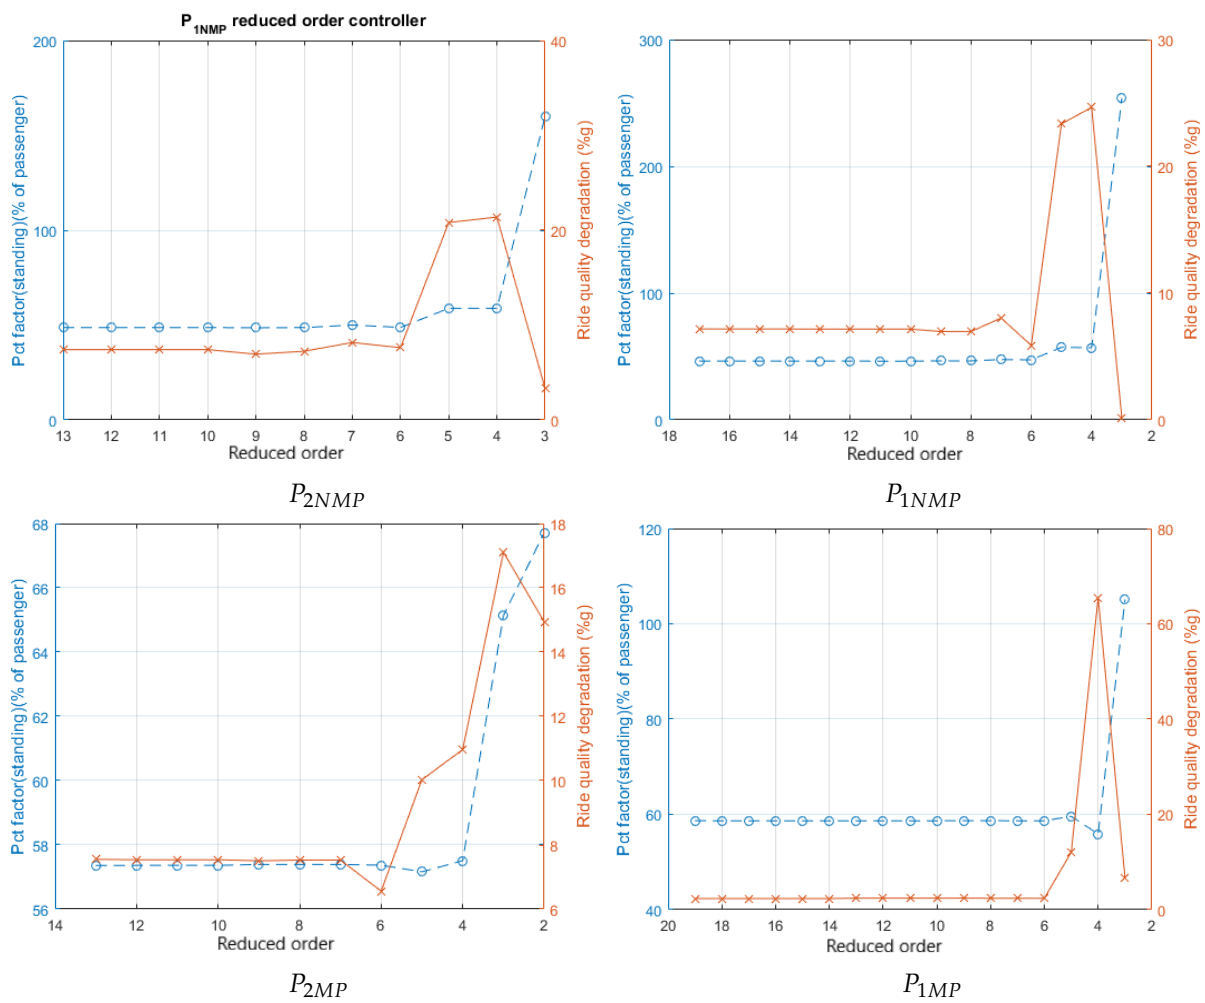 P1NMP reduced order controller
Pct factor(standing)(% of passenger)
200
100
0
40
20
0
Ride quality degradation (%g)
13 12 11 10 9 8 7 6 5 4 3
Reduced order
P2NMP
Pct factor(standing)(% of passenger)
300
200
100
0
30
20
10
0
Ride quality degradation (%g)
18 16 14 12 10 8 6 4 2
Reduced order
P1NMP
Pct factor(standing)(% of passenger)
68
66
64
62
60
58
56
18
16
14
12
10
8
6
Ride quality degradation (%g)
14 12 10 8 6 4 2
Reduced order
P2MP
Pct factor(standing)(% of passenger)
120
100
80
60
40
80
60
40
20
0
Ride quality degradation (%g)
20 18 16 14 12 10 8 6 4 2
Reduced order
P1MP